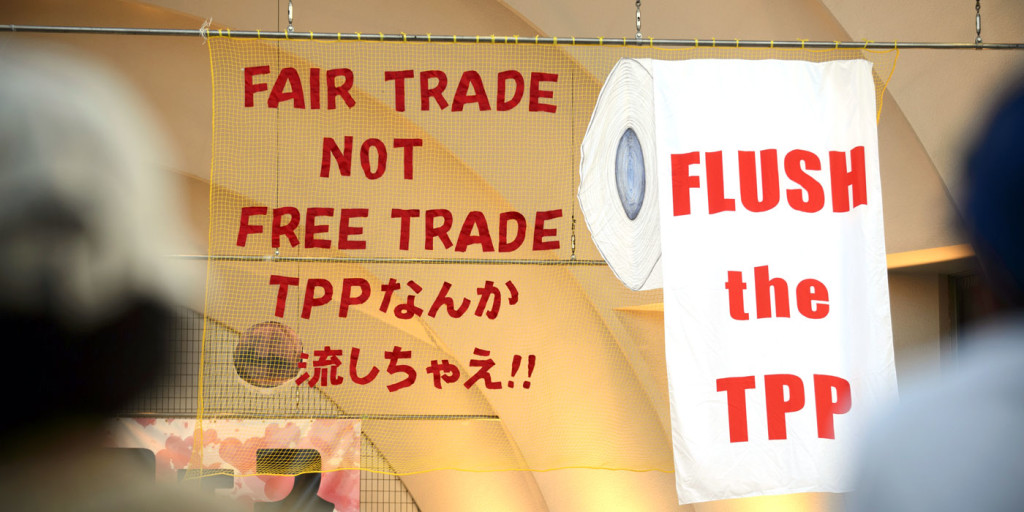 FAIR TRADE
NOT
FREE TRADE
TPPなんか
流しちゃえ!!
FLUSH
the
TPP